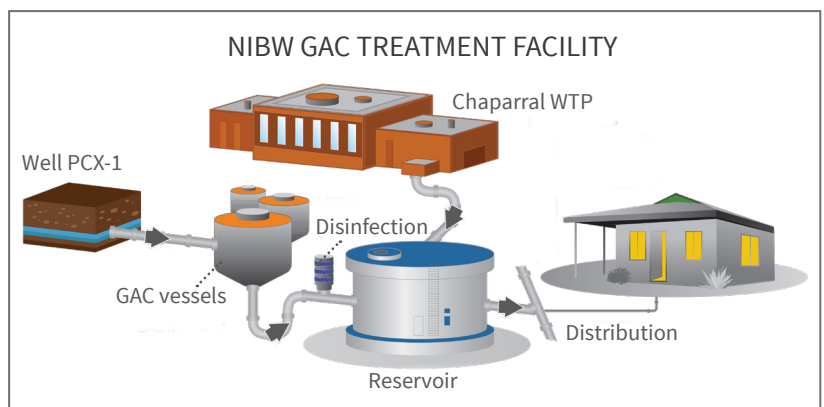 NIBW GAC TREATMENT FACILITY
Chaparral WTP
Well PCX-1
Disinfection
GAC vessels
Distribution
Reservoir